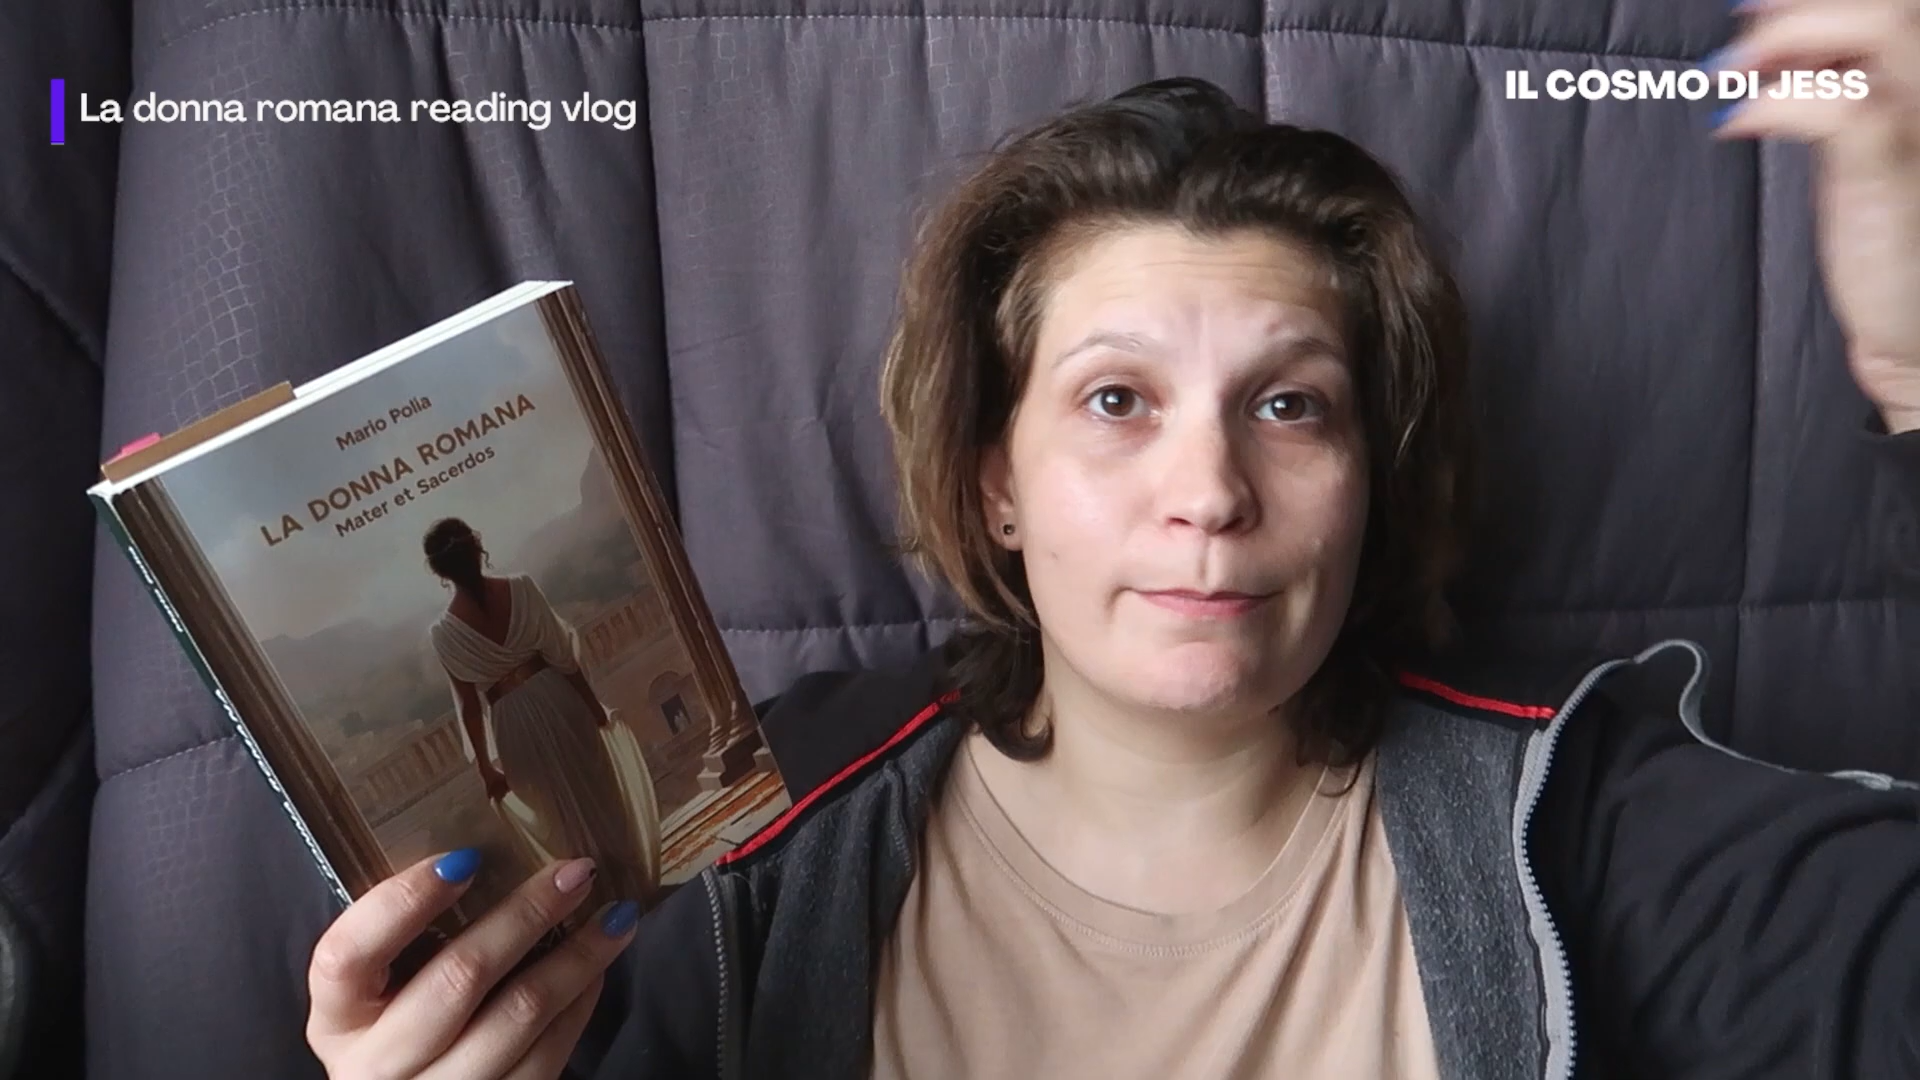 La donna romana reading vlog
IL COSMO DI JESS
Mario Polia
LA DONNA ROMANA
Mater et Sacerdos